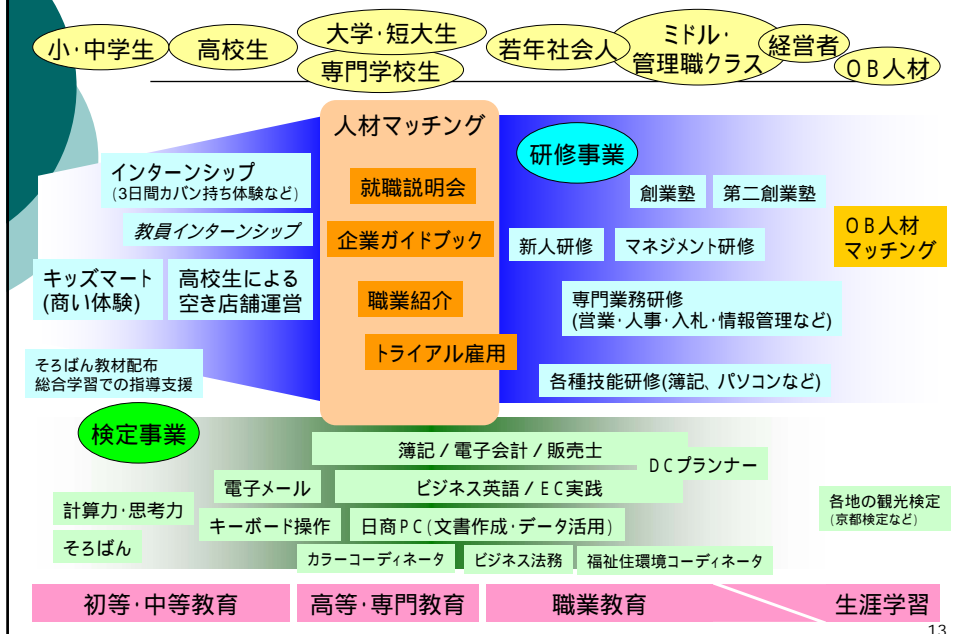 小・中学生
高校生
大学・短大生
専門学校生
若年社会人
ミドル・
管理職クラス
経営者
OB人材
人材マッチング
就職説明会
企業ガイドブック
職業紹介
トライアル雇用
インターンシップ
(3日間カバン持ち体験など)
教員インターンシップ
キッズマート
(商い体験)
高校生による
空き店舗運営
そろばん教材配布
総合学習での指導支援
研修事業
創業塾
第二創業塾
新人研修
マネジメント研修
OB人材
マッチング
専門業務研修
(営業・人事・入札・情報管理など)
各種技能研修(簿記、パソコンなど)
検定事業
簿記/電子会計/販売士
DCプランナー
電子メール
ビジネス英語/EC実践
計算力・思考力
キーボード操作
日商PC(文書作成・データ活用)
そろばん
カラーコーディネータ
ビジネス法務
福祉住環境コーディネータ
各地の観光検定
(京都検定など)
初等・中等教育
高等・専門教育
職業教育
生涯学習
13